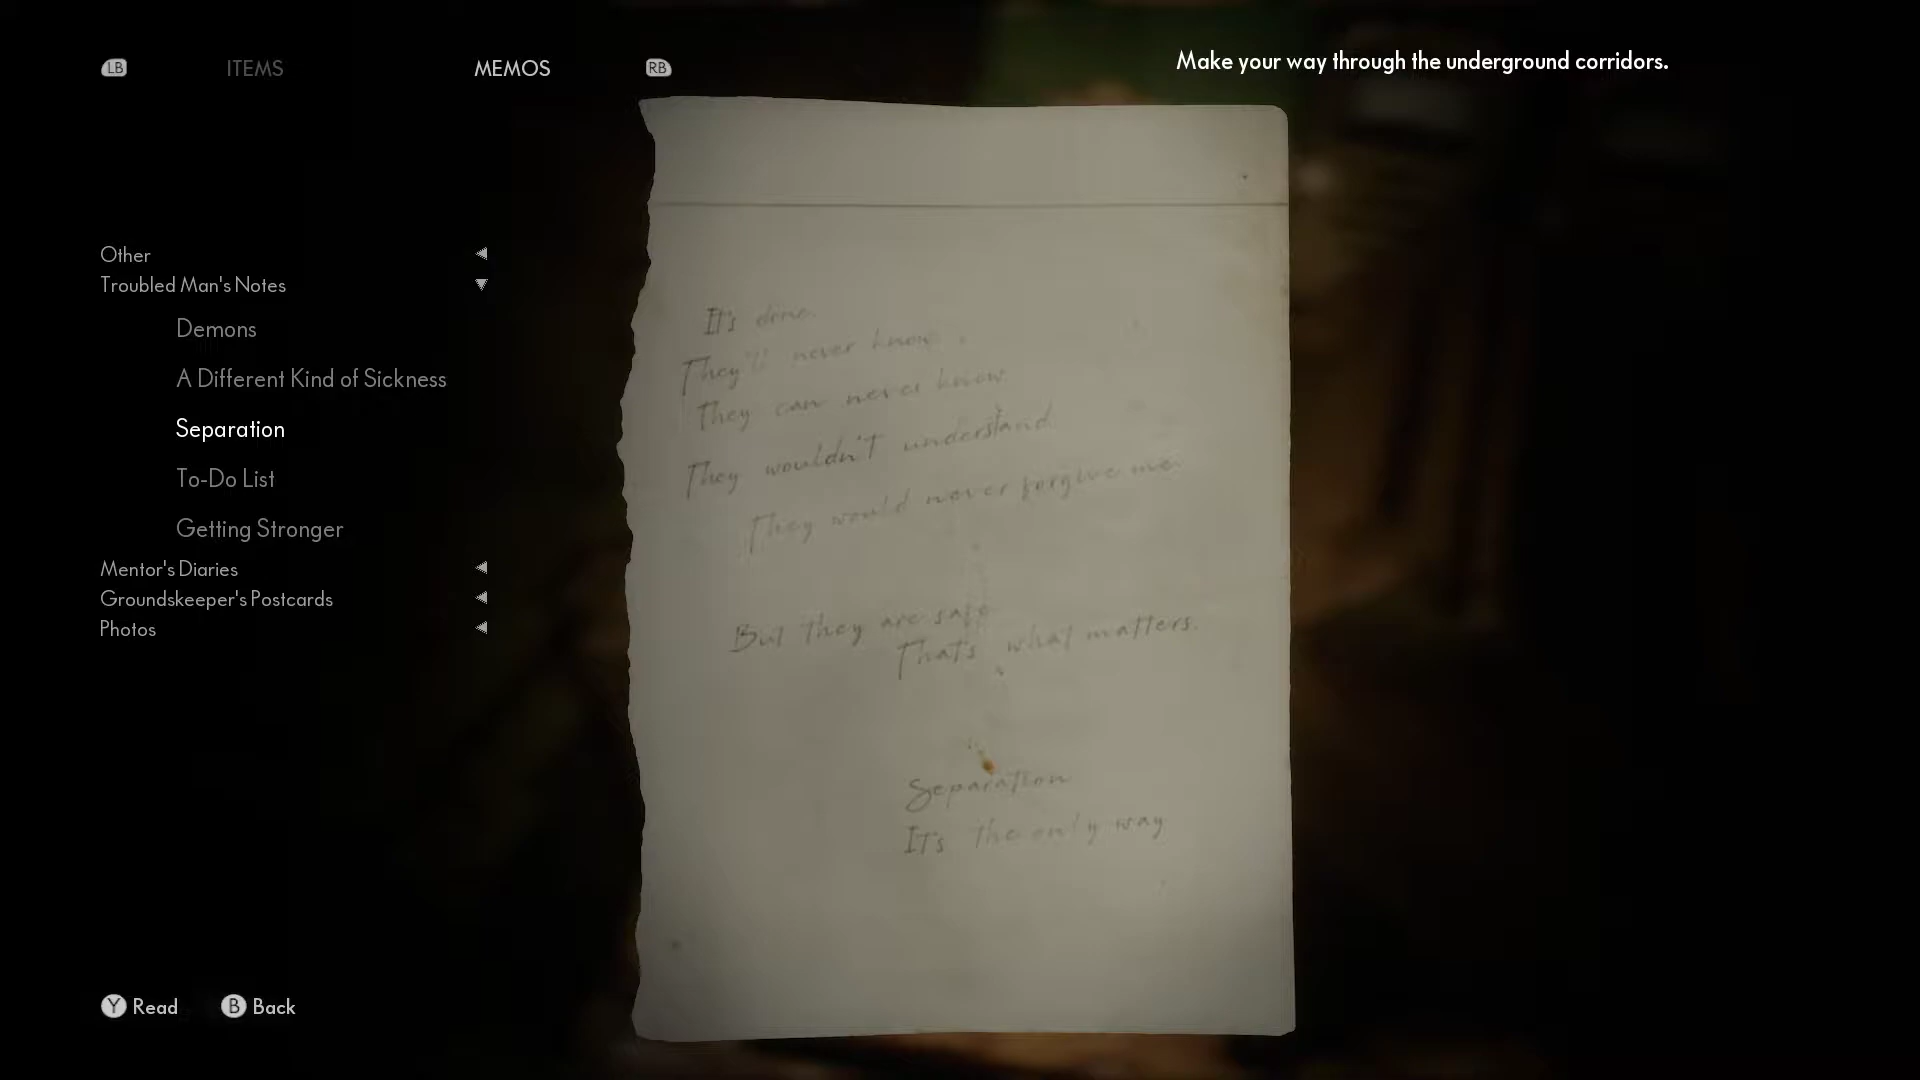 LB
ITEMS
MEMOS
RB
Make your way through the underground corridors.
Other
Troubled Man's Notes
Demons
A Different Kind of Sickness
Separation
To-Do List
Getting Stronger
Mentor's Diaries
Groundskeeper's Postcards
Photos
It's done.
They'll never know.
They can never know.
They wouldn't understand.
They would never forgive me.
But they are safe
That's what matters.
Separation
It's the only way
Y Read
B Back